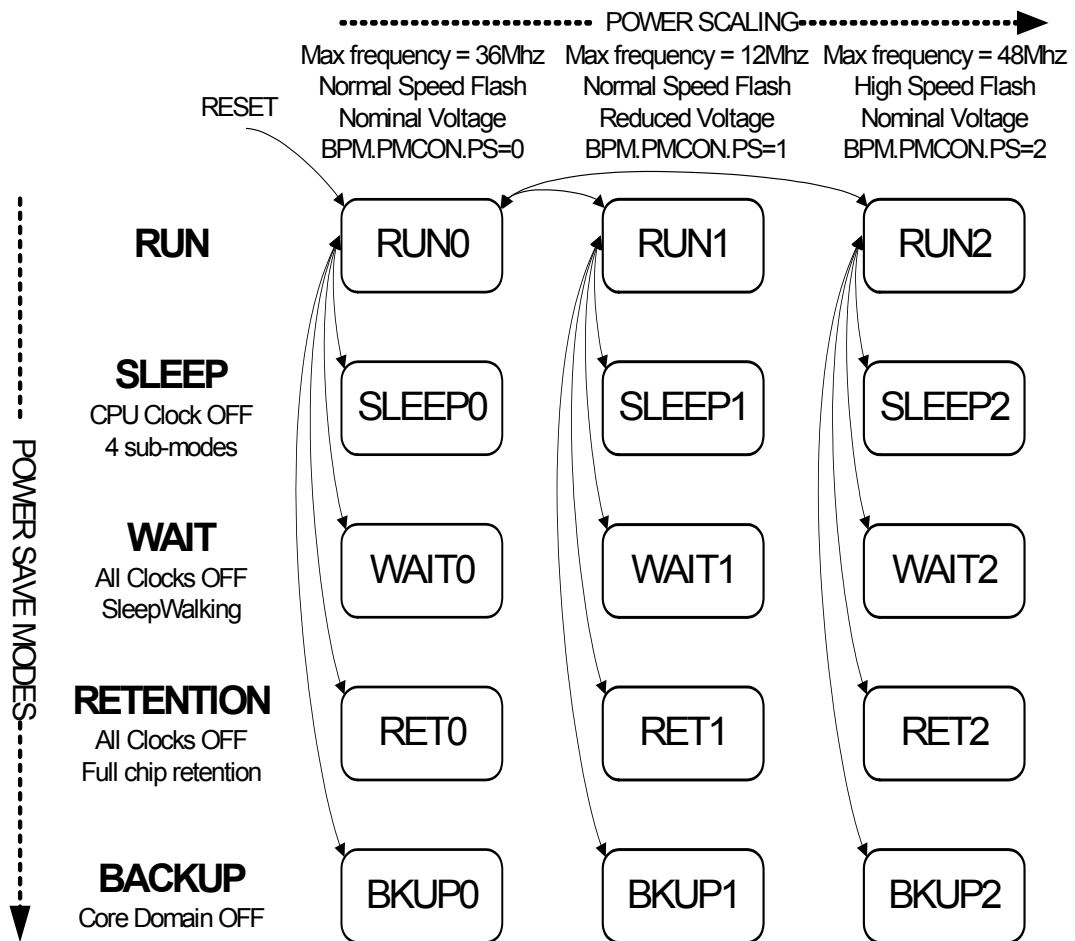 POWER SCALING
Max frequency = 36Mhz
Normal Speed Flash
Nominal Voltage
BPM.PMCON.PS=0
Max frequency = 12Mhz
Normal Speed Flash
Reduced Voltage
BPM.PMCON.PS=1
Max frequency = 48Mhz
High Speed Flash
Nominal Voltage
BPM.PMCON.PS=2
RESET
POWER SAVE MODES
RUN
RUN0
RUN1
RUN2
SLEEP
CPU Clock OFF
4 sub-modes
SLEEP0
SLEEP1
SLEEP2
WAIT
All Clocks OFF
SleepWalking
WAIT0
WAIT1
WAIT2
RETENTION
All Clocks OFF
Full chip retention
RET0
RET1
RET2
BACKUP
Core Domain OFF
BKUP0
BKUP1
BKUP2